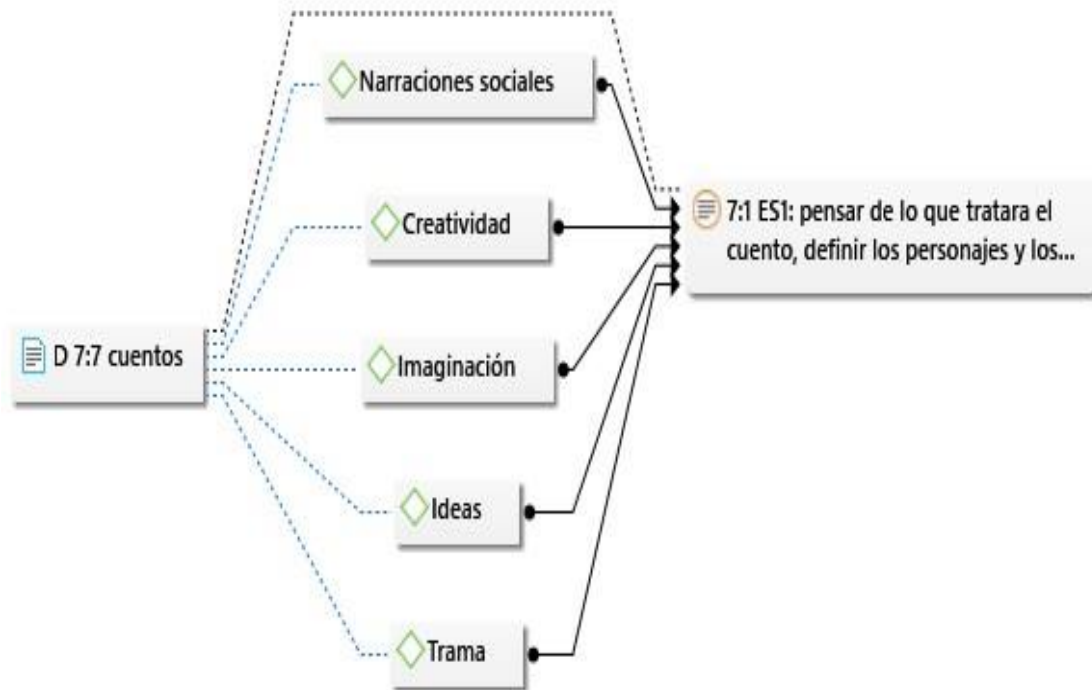 Narraciones sociales
Creatividad
7:1 ES1: pensar de lo que tratara el
cuento, definir los personajes y los...
D 7:7 cuentos
Imaginación
Ideas
Trama